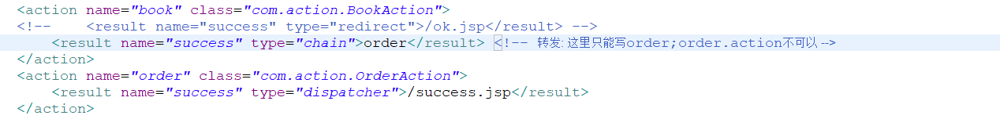 <action name="book" class="com.action.BookAction">
<!--    <result name="success" type="redirect">/ok.jsp</result> -->
    <result name="success" type="chain">order</result> <!-- 转发: 这里只能写order;order.action不可以 -->
</action>
<action name="order" class="com.action.OrderAction">
    <result name="success" type="dispatcher">/success.jsp</result>
</action>